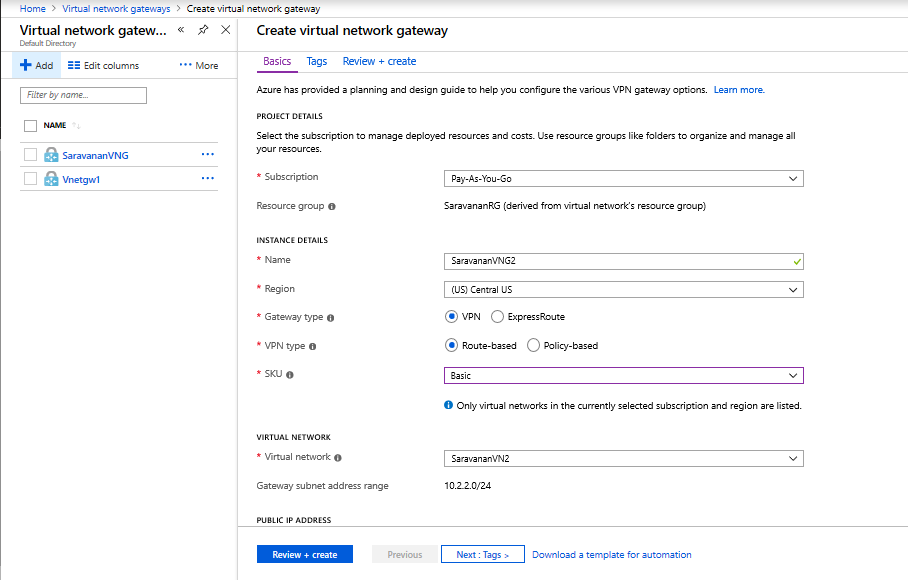 Home > Virtual network gateways > Create virtual network gateway
Virtual network gatew... «
Default Directory
Add Edit columns ... More
Filter by name...
NAME
SaravananVNG ...
Vnetgw1 ...
Create virtual network gateway
Basics Tags Review + create
Azure has provided a planning and design guide to help you configure the various VPN gateway options. Learn more.
PROJECT DETAILS
Select the subscription to manage deployed resources and costs. Use resource groups like folders to organize and manage all
your resources.
* Subscription Pay-As-You-Go
Resource group SaravananRG (derived from virtual network's resource group)
INSTANCE DETAILS
* Name SaravananVNG2
* Region (US) Central US
* Gateway type VPN ExpressRoute
* VPN type Route-based Policy-based
* SKU Basic
Only virtual networks in the currently selected subscription and region are listed.
VIRTUAL NETWORK
* Virtual network SaravananVN2
Gateway subnet address range 10.2.2.0/24
PUBLIC IP ADDRESS
Review + create Previous Next : Tags > Download a template for automation